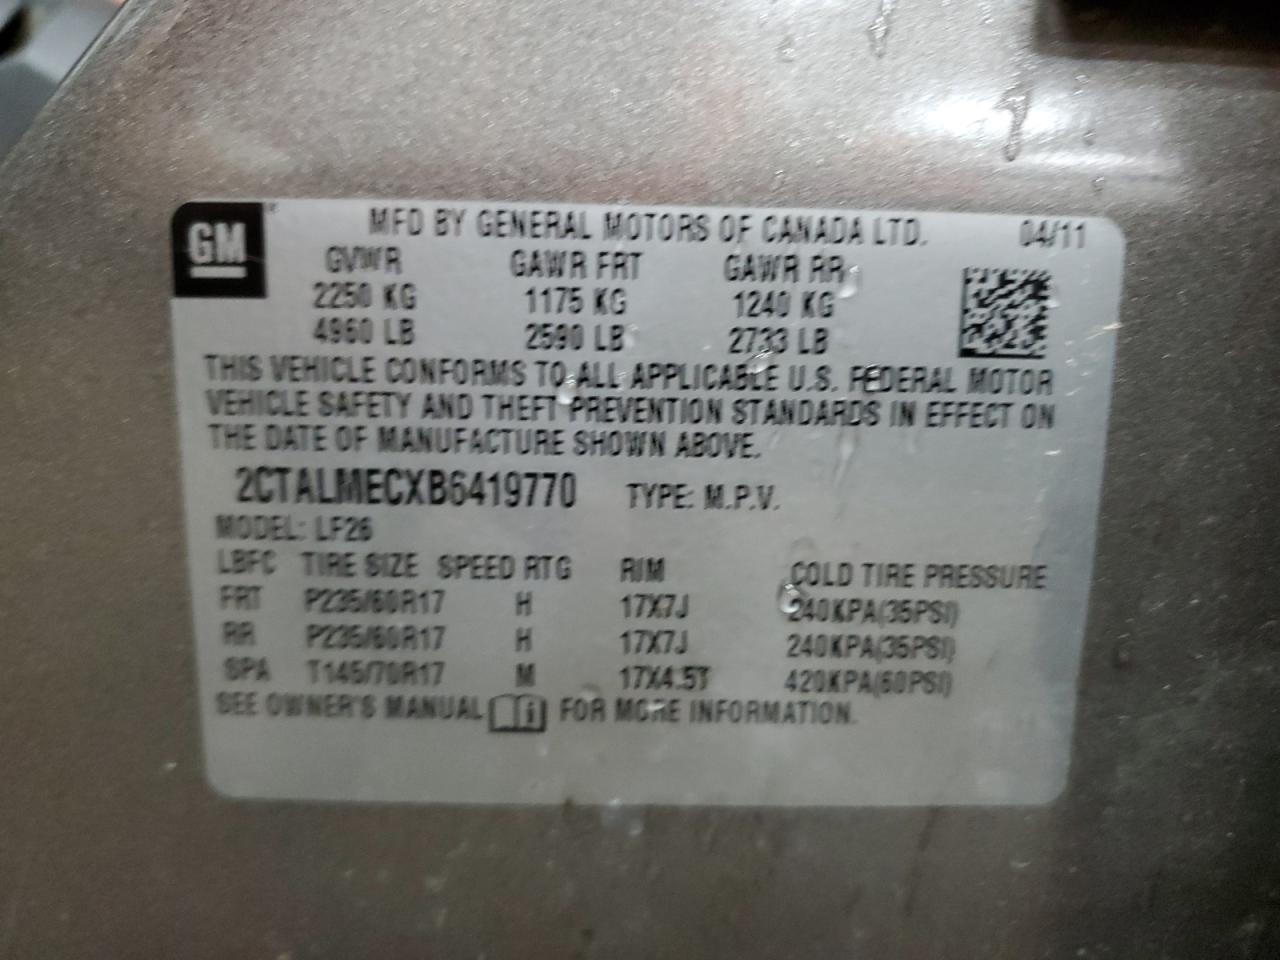 GM MFD BY GENERAL MOTORS OF CANADA LTD. 04/11
GVWR GAWR FRT GAWR RR
2250 KG 1175 KG 1240 KG
4960 LB 2590 LB 2733 LB
THIS VEHICLE CONFORMS TO ALL APPLICABLE U.S. FEDERAL MOTOR
VEHICLE SAFETY AND THEFT PREVENTION STANDARDS IN EFFECT ON
THE DATE OF MANUFACTURE SHOWN ABOVE.
2CTALMECXB6419770 TYPE: M.P.V.
MODEL: LF26
LBFC TIRE SIZE SPEED RTG RIM COLD TIRE PRESSURE
FRT P235/60R17 H 17X7J 240KPA(35PSI)
RR P235/60R17 H 17X7J 240KPA(35PSI)
SPA T145/70R17 M 17X4.5T 420KPA(60PSI)
SEE OWNER'S MANUAL FOR MORE INFORMATION.